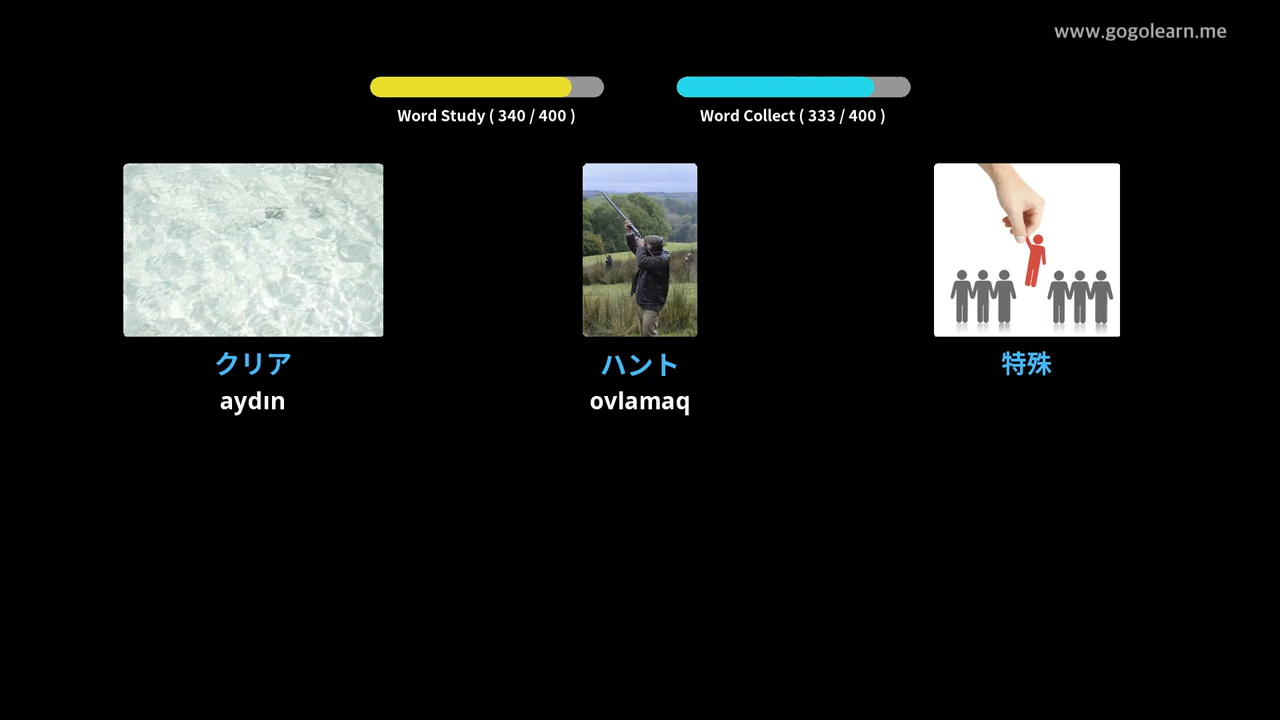 www.gogolearn.me
Word Study ( 340 / 400 )
Word Collect ( 333 / 400 )
クリア
aydın
ハント
ovlamaq
特殊